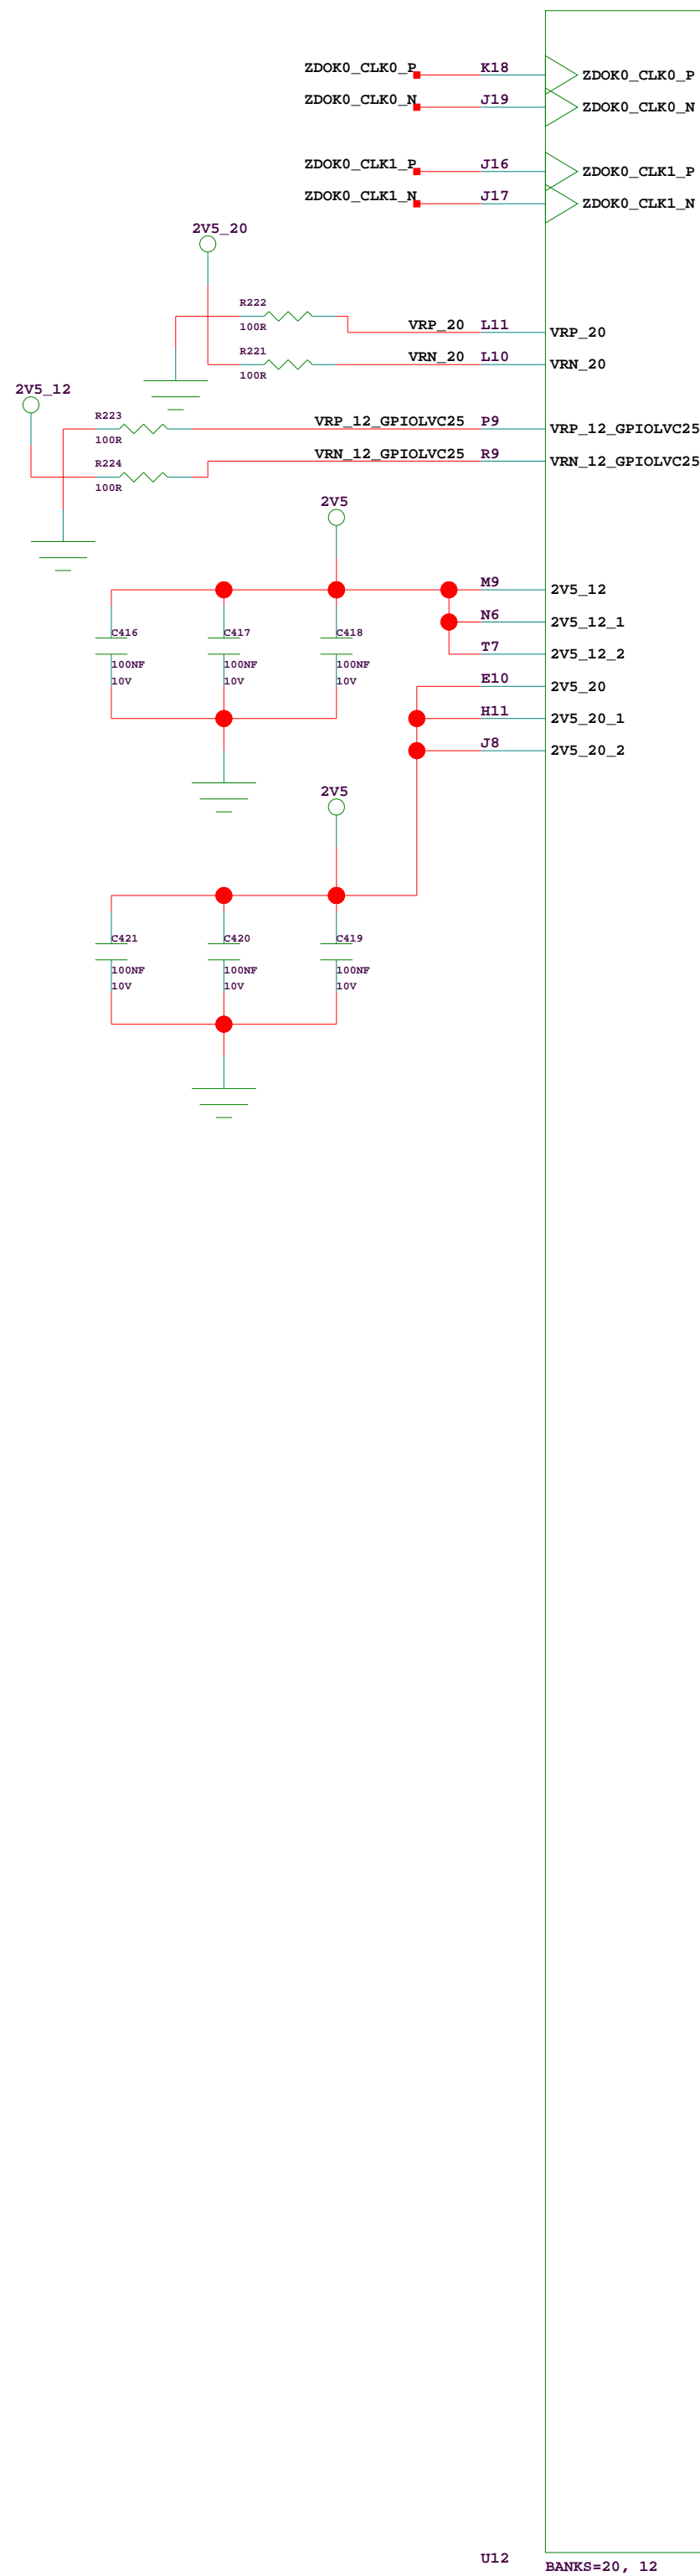 ZDOK0_CLK0_P K18 ZDOK0_CLK0_P
ZDOK0_CLK0_N J19 ZDOK0_CLK0_N
ZDOK0_CLK1_P J16 ZDOK0_CLK1_P
ZDOK0_CLK1_N J17 ZDOK0_CLK1_N
2V5_20
R222
100R
VRP_20 L11 VRP_20
R221
100R
VRN_20 L10 VRN_20
2V5_12
R223
100R
VRP_12_GPIOLVC25 P9 VRP_12_GPIOLVC25
R224
100R
VRN_12_GPIOLVC25 R9 VRN_12_GPIOLVC25
2V5
M9 2V5_12
N6 2V5_12_1
T7 2V5_12_2
E10 2V5_20
H11 2V5_20_1
J8 2V5_20_2
C416 C417 C418
100NF 100NF 100NF
10V 10V 10V
2V5
C421 C420 C419
100NF 100NF 100NF
10V 10V 10V
U12
BANKS=20, 12